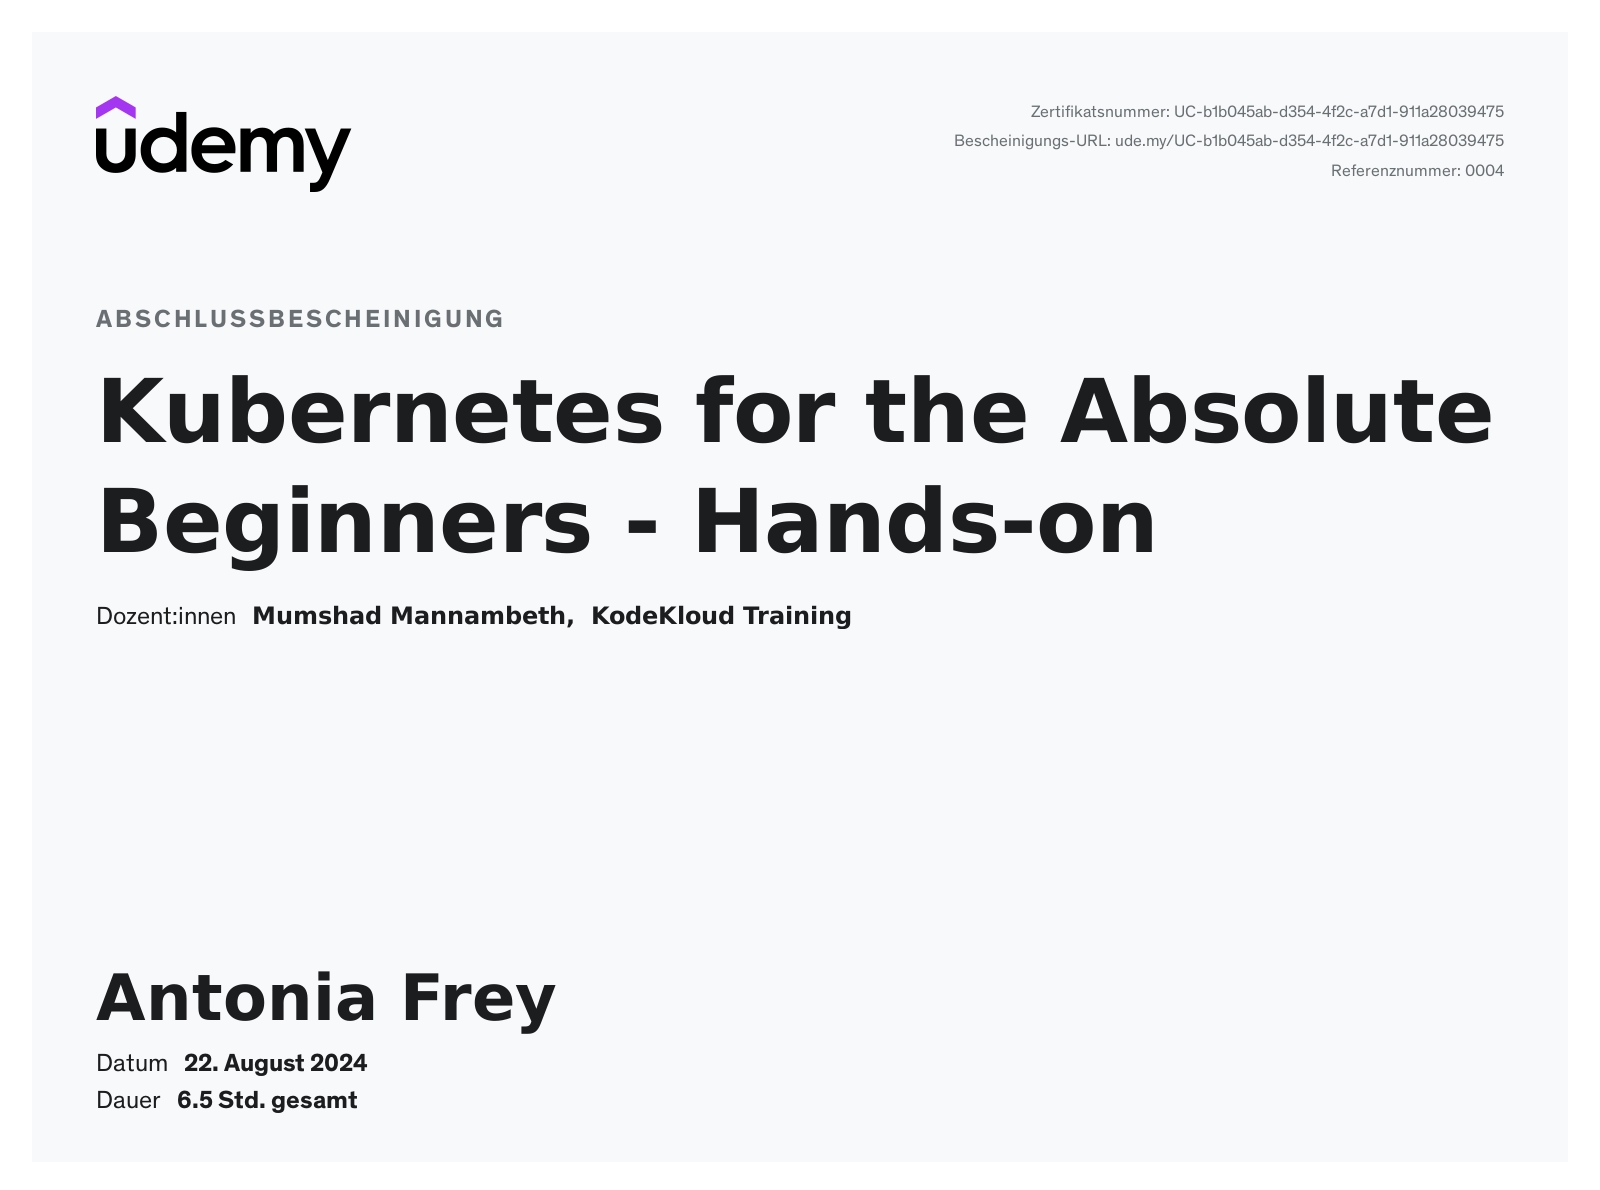 udemy
Zertifikatsnummer: UC-b1b045ab-d354-4f2c-a7d1-911a28039475
Bescheinigungs-URL: ude.my/UC-b1b045ab-d354-4f2c-a7d1-911a28039475
Referenznummer: 0004
ABSCHLUSSBESCHEINIGUNG
Kubernetes for the Absolute
Beginners - Hands-on
Dozent:innen Mumshad Mannambeth, KodeKloud Training
Antonia Frey
Datum 22. August 2024
Dauer 6.5 Std. gesamt